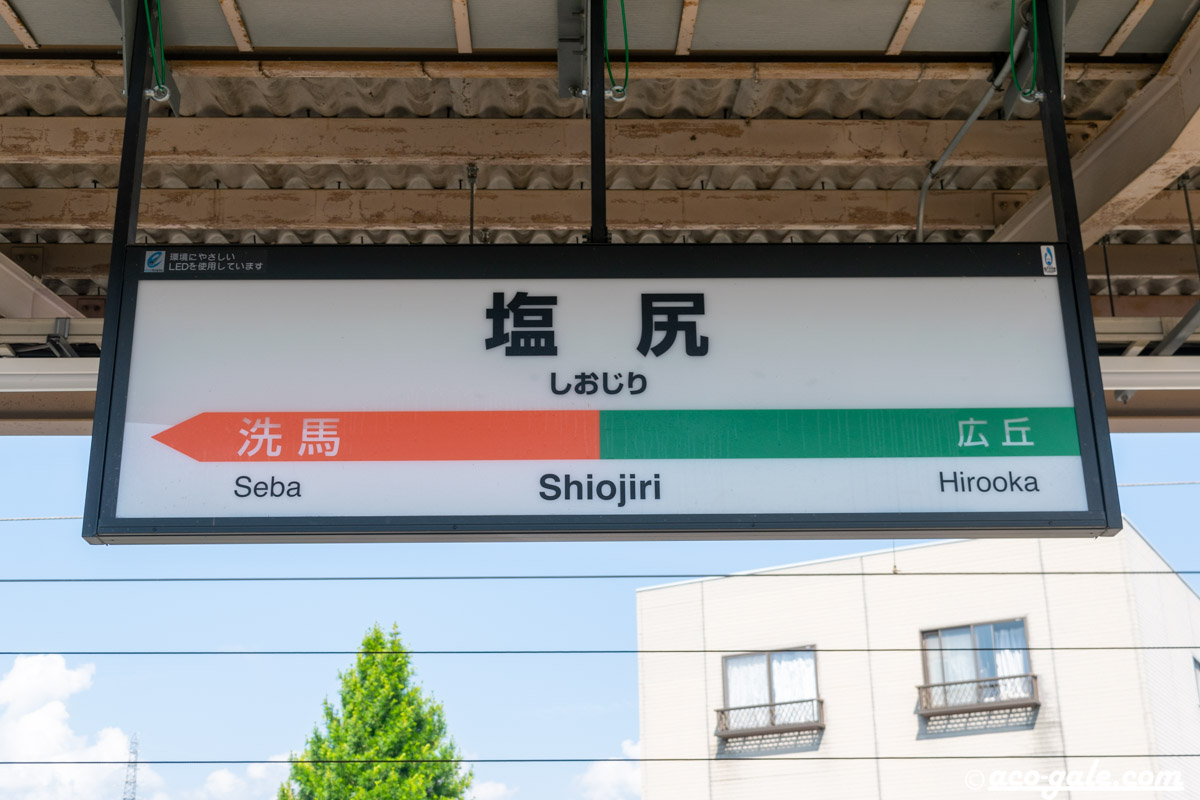 環境にやさしい
LEDを使用しています
塩尻
しおじり
洗馬
広丘
Seba
Shiojiri
Hirooka
© aco-gale.com